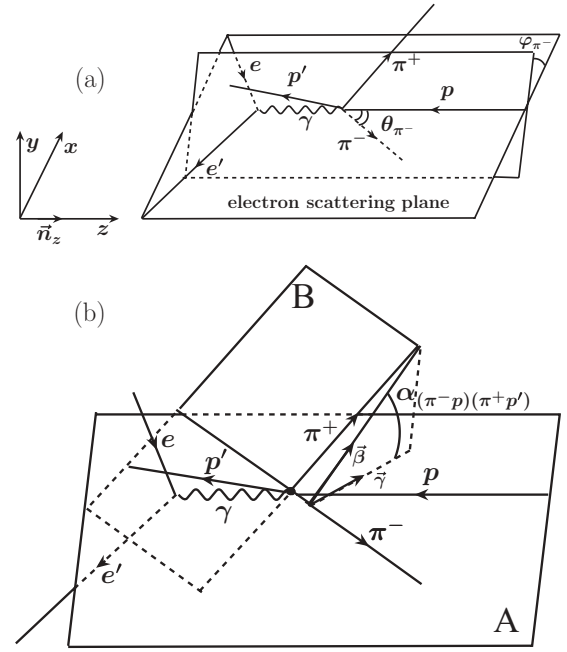 (a)
φπ−
e
p′
π+
p
γ
π−
θπ−
y
x
e′
electron scattering plane
n⃗z
z
(b)
B
α(π−p)(π+p′)
π+
e
p′
β⃗
γ⃗
p
γ
π−
e′
A